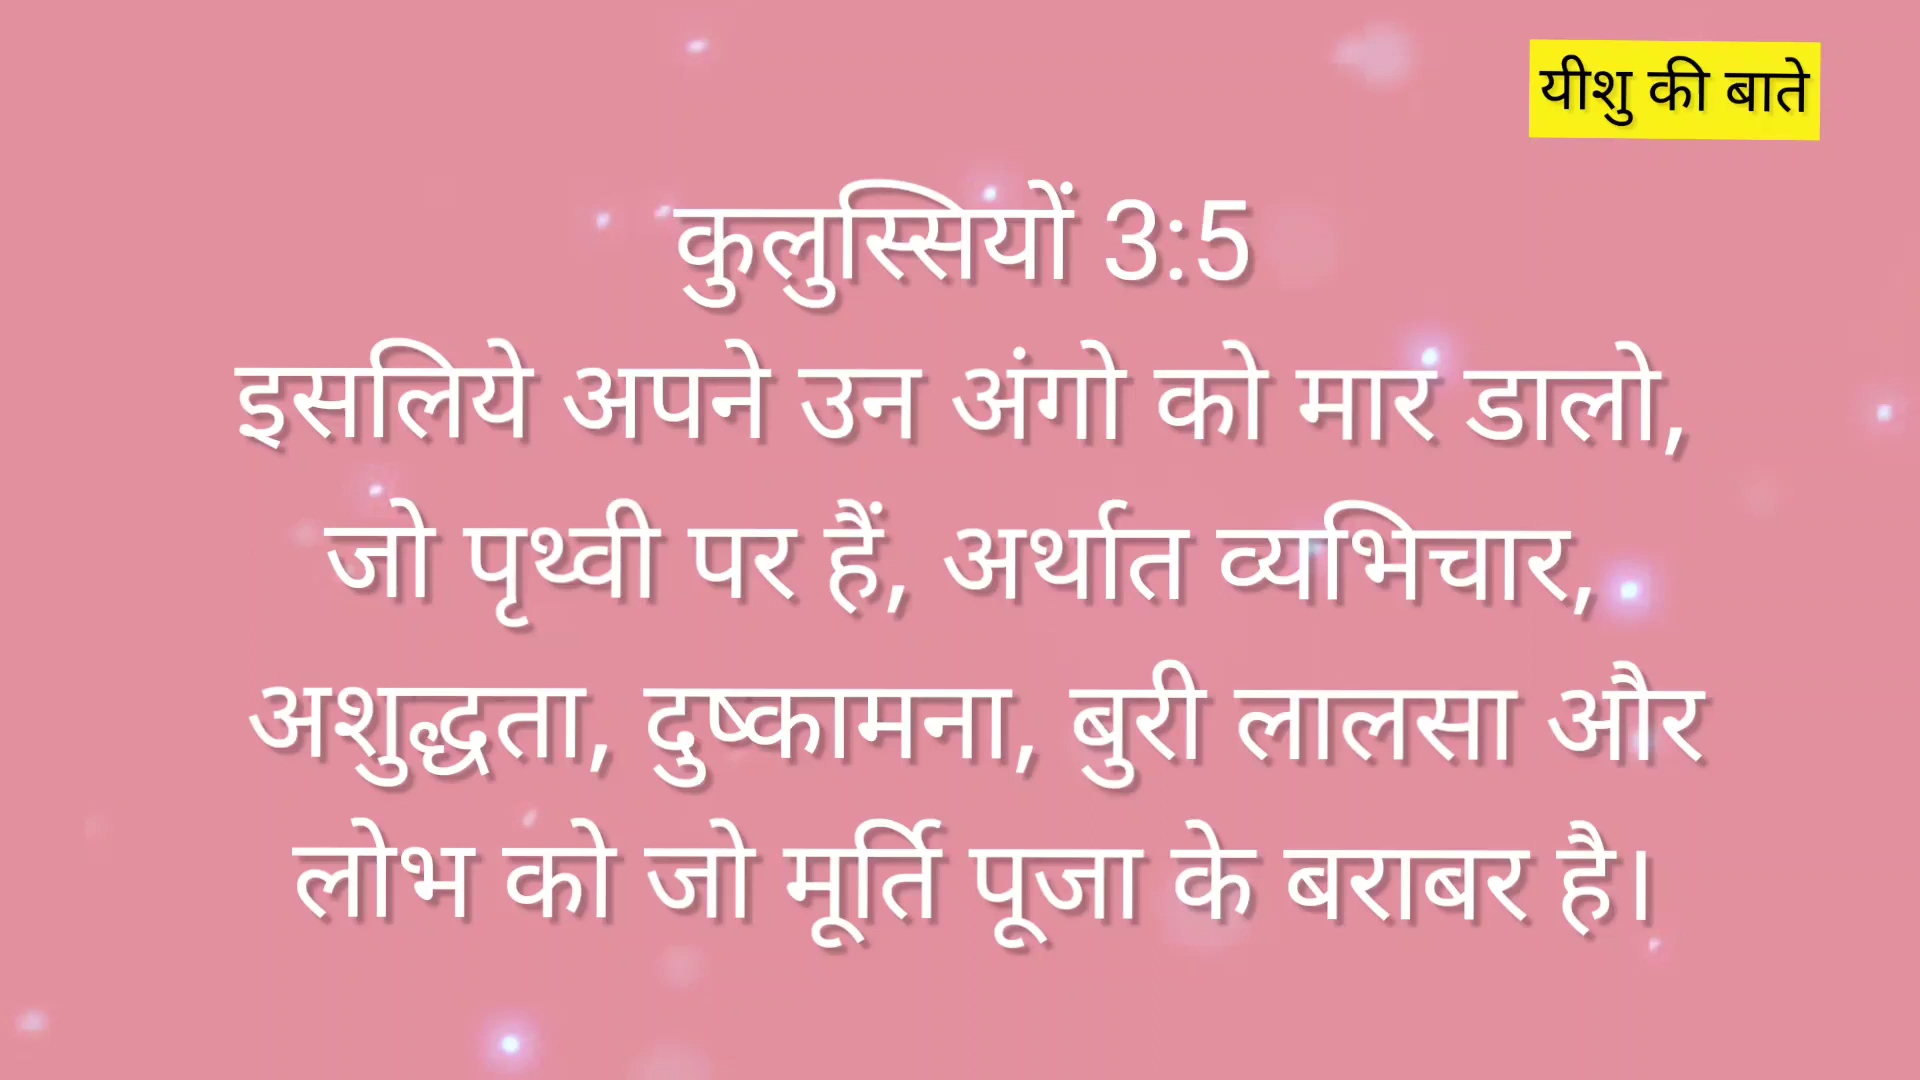 यीशु की बाते
कुलुस्सियों 3:5
इसलिये अपने उन अंगो को मार डालो,
जो पृथ्वी पर हैं, अर्थात व्यभिचार,
अशुद्धता, दुष्कामना, बुरी लालसा और
लोभ को जो मूर्ति पूजा के बराबर है।